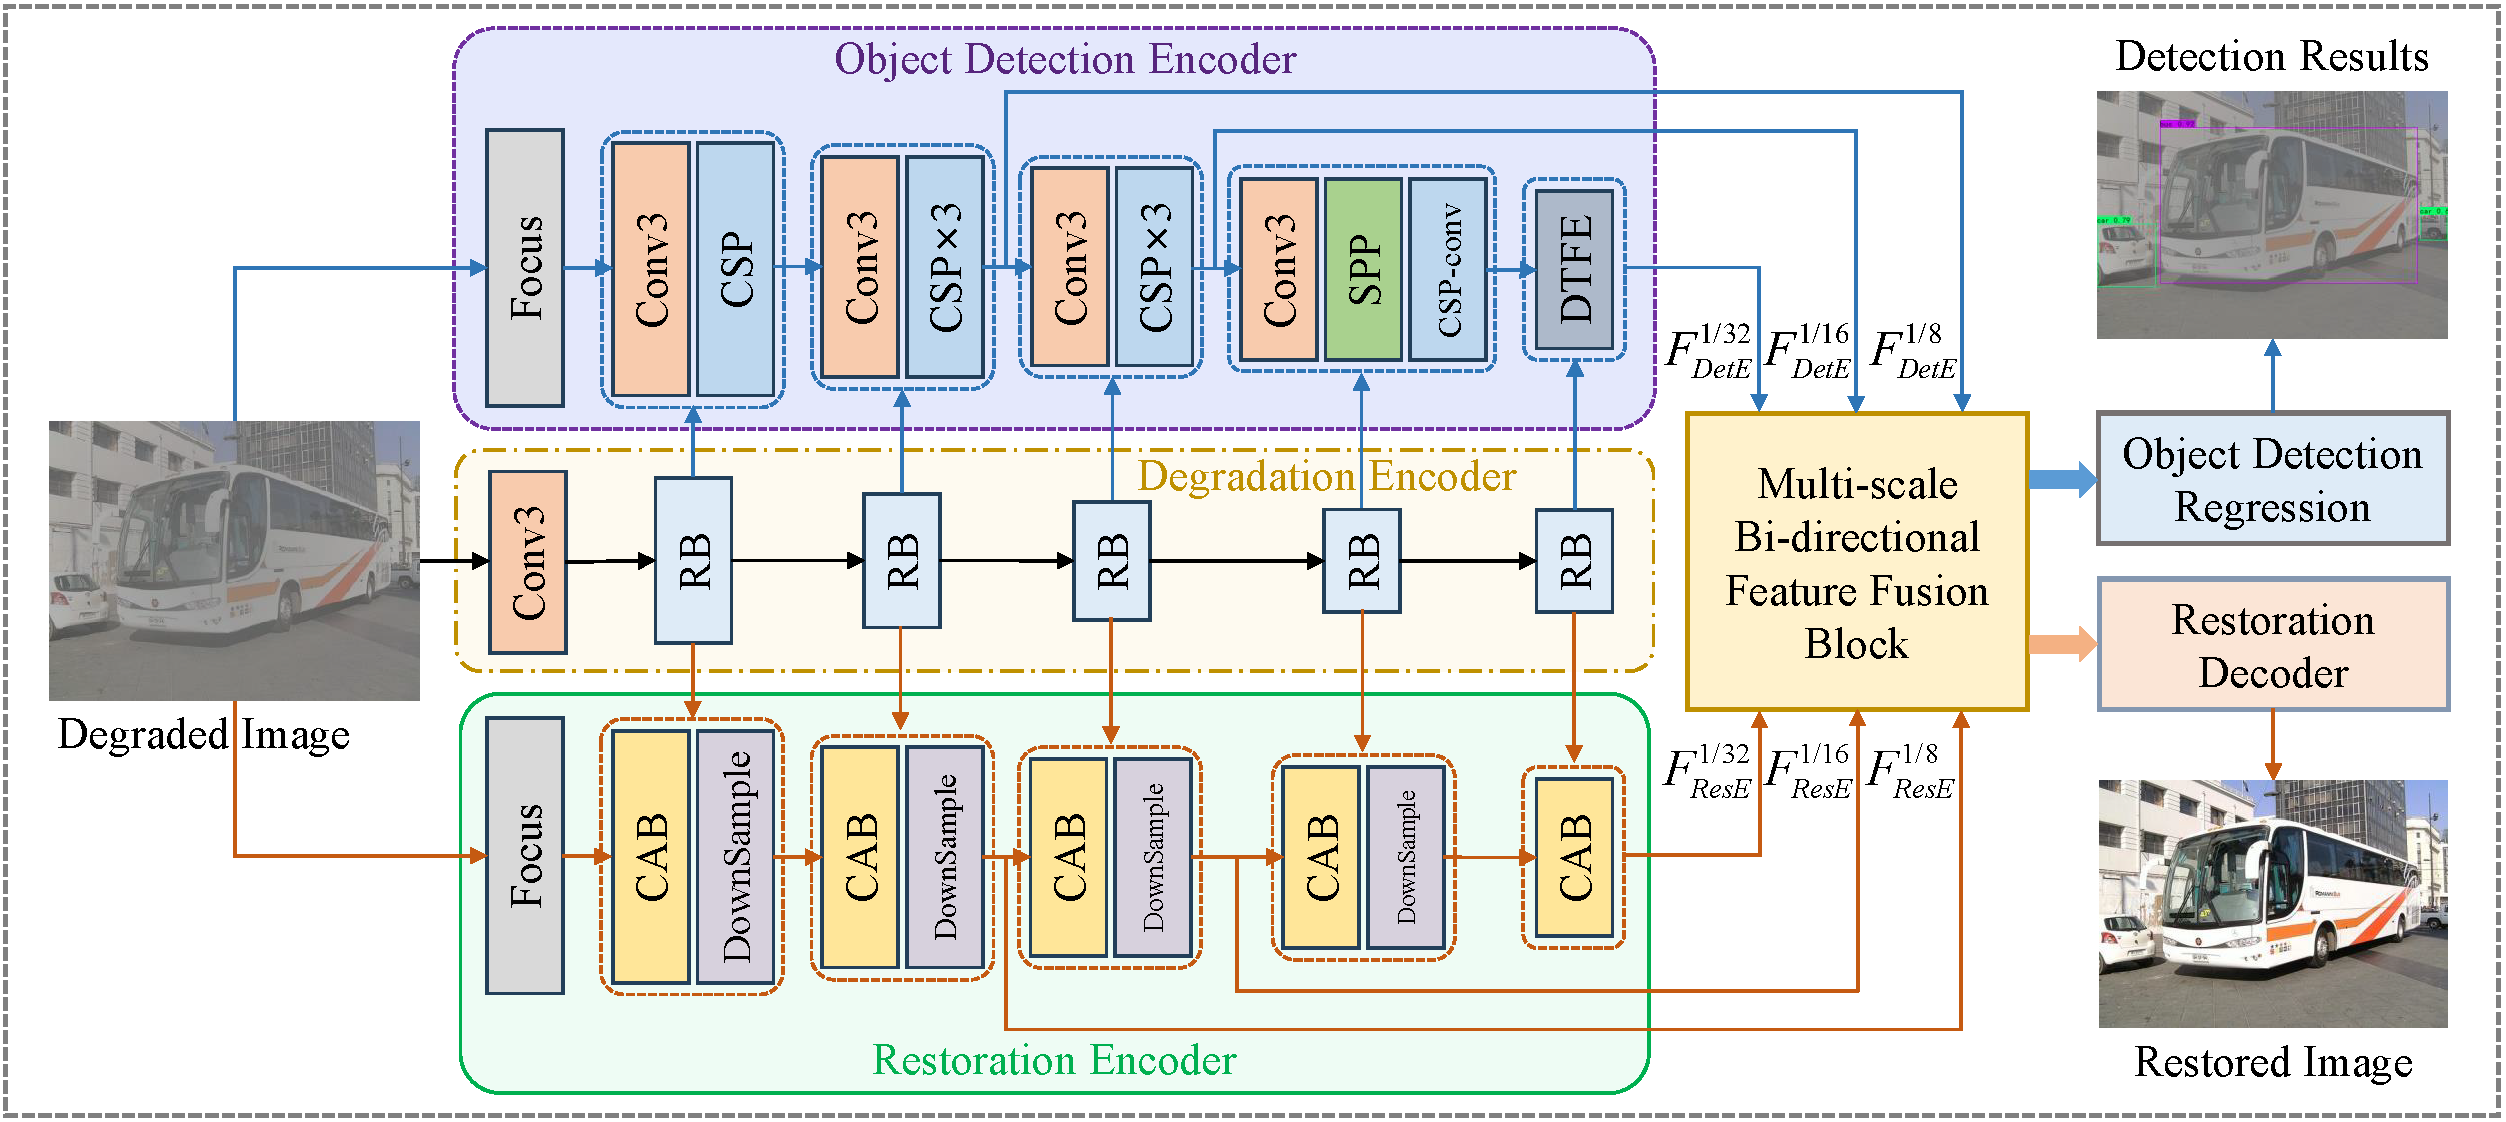 Object Detection Encoder
Focus
Conv3
CSP
Conv3
CSP×3
Conv3
CSP×3
Conv3
SPP
CSP-conv
DTFE
Degradation Encoder
Conv3
RB
RB
RB
RB
RB
Degraded Image
Focus
CAB
DownSample
CAB
DownSample
CAB
DownSample
CAB
DownSample
CAB
Restoration Encoder
F_{DetE}^{1/32}
F_{DetE}^{1/16}
F_{DetE}^{1/8}
Multi-scale
Bi-directional
Feature Fusion
Block
F_{ResE}^{1/32}
F_{ResE}^{1/16}
F_{ResE}^{1/8}
Detection Results
car 0.79
Object Detection
Regression
Restoration
Decoder
Restored Image